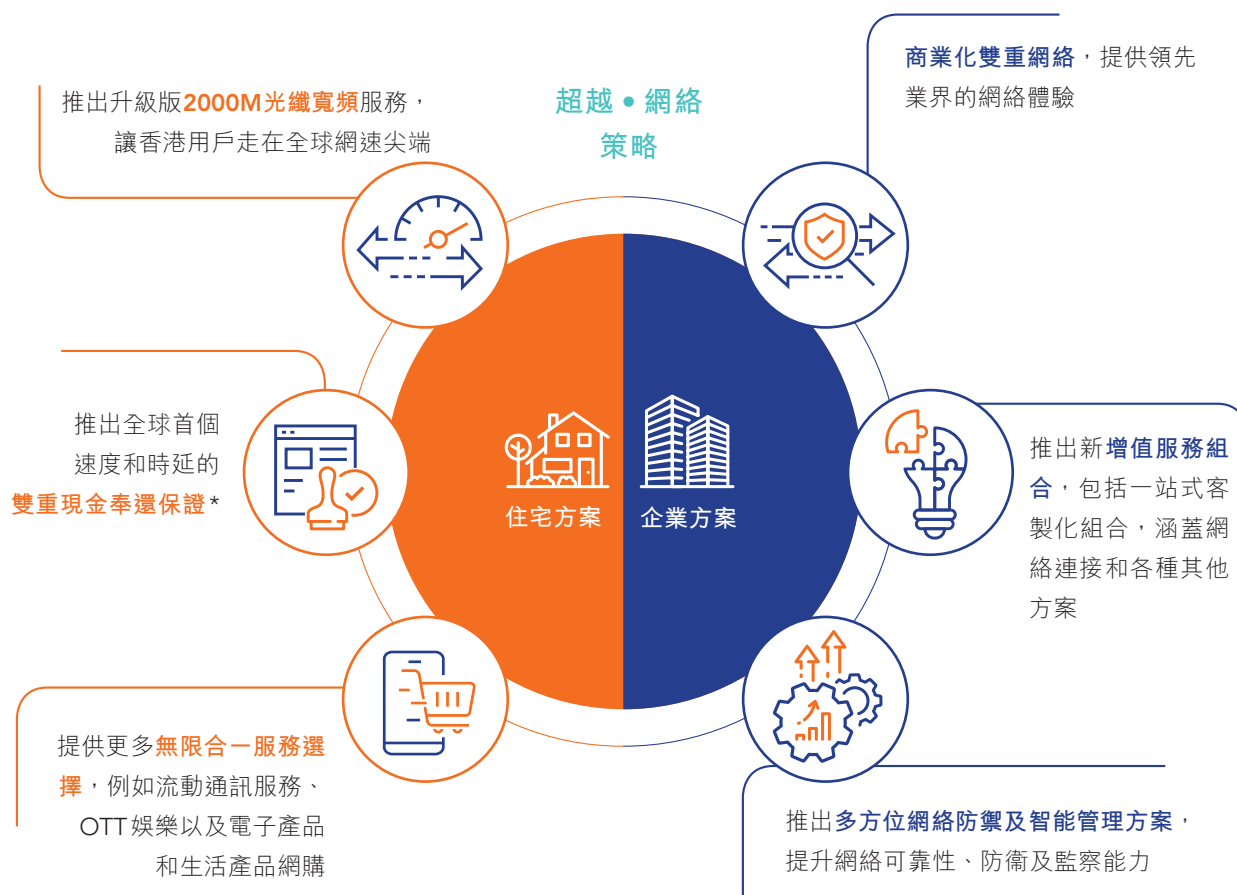 超越•網絡
策略
推出升級版2000M光纖寬頻服務，
讓香港用戶走在全球網速尖端
推出全球首個
速度和時延的
雙重現金奉還保證*
提供更多無限合一服務選
擇，例如流動通訊服務、
OTT娛樂以及電子產品
和生活產品網購
住宅方案
企業方案
商業化雙重網絡，提供領先
業界的網絡體驗
推出新增值服務組
合，包括一站式客
製化組合，涵蓋網
絡連接和各種其他
方案
推出多方位網絡防禦及智能管理方案，
提升網絡可靠性、防衞及監察能力